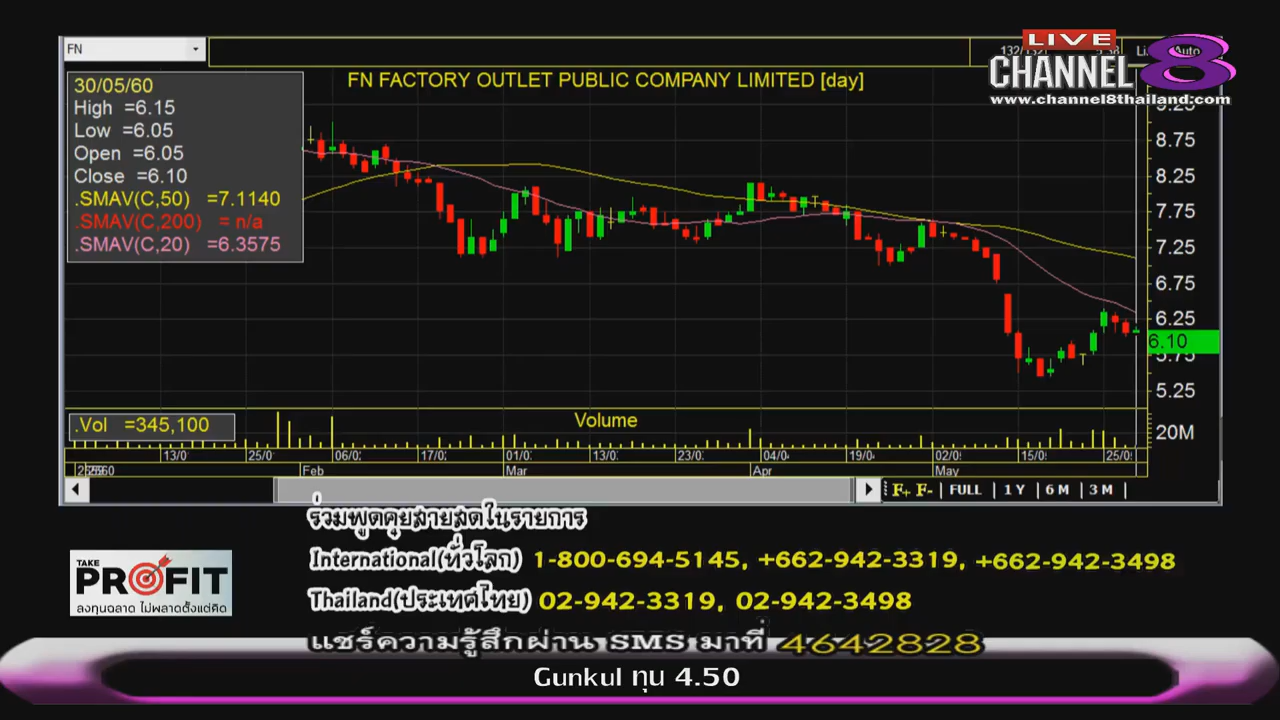 FN
132/132
5.38
Li
Auto
LIVE
CHANNEL 8
www.channel8thailand.com
FN FACTORY OUTLET PUBLIC COMPANY LIMITED [day]
30/05/60
High =6.15
Low =6.05
Open =6.05
Close =6.10
.SMAV(C,50) =7.1140
.SMAV(C,200) = n/a
.SMAV(C,20) =6.3575
9.25
8.75
8.25
7.75
7.25
6.75
6.25
6.10
5.75
5.25
.Vol =345,100
Volume
20M
13/0 25/0 06/0 17/0 01/0 13/0 23/0 04/0 19/0 02/0 15/0 25/0
2560 Feb Mar Apr May
F+ F- FULL 1 Y 6 M 3 M
ร่วมพูดคุยสายสดในรายการ
International(ทั่วโลก) 1-800-694-5145, +662-942-3319, +662-942-3498
TAKE
PROFIT
ลงทุนฉลาด ไม่พลาดตั้งแต่คิด
Thailand(ประเทศไทย) 02-942-3319, 02-942-3498
แชร์ความรู้สึกผ่าน SMS มาที่ 4642828
Gunkul ทุน 4.50